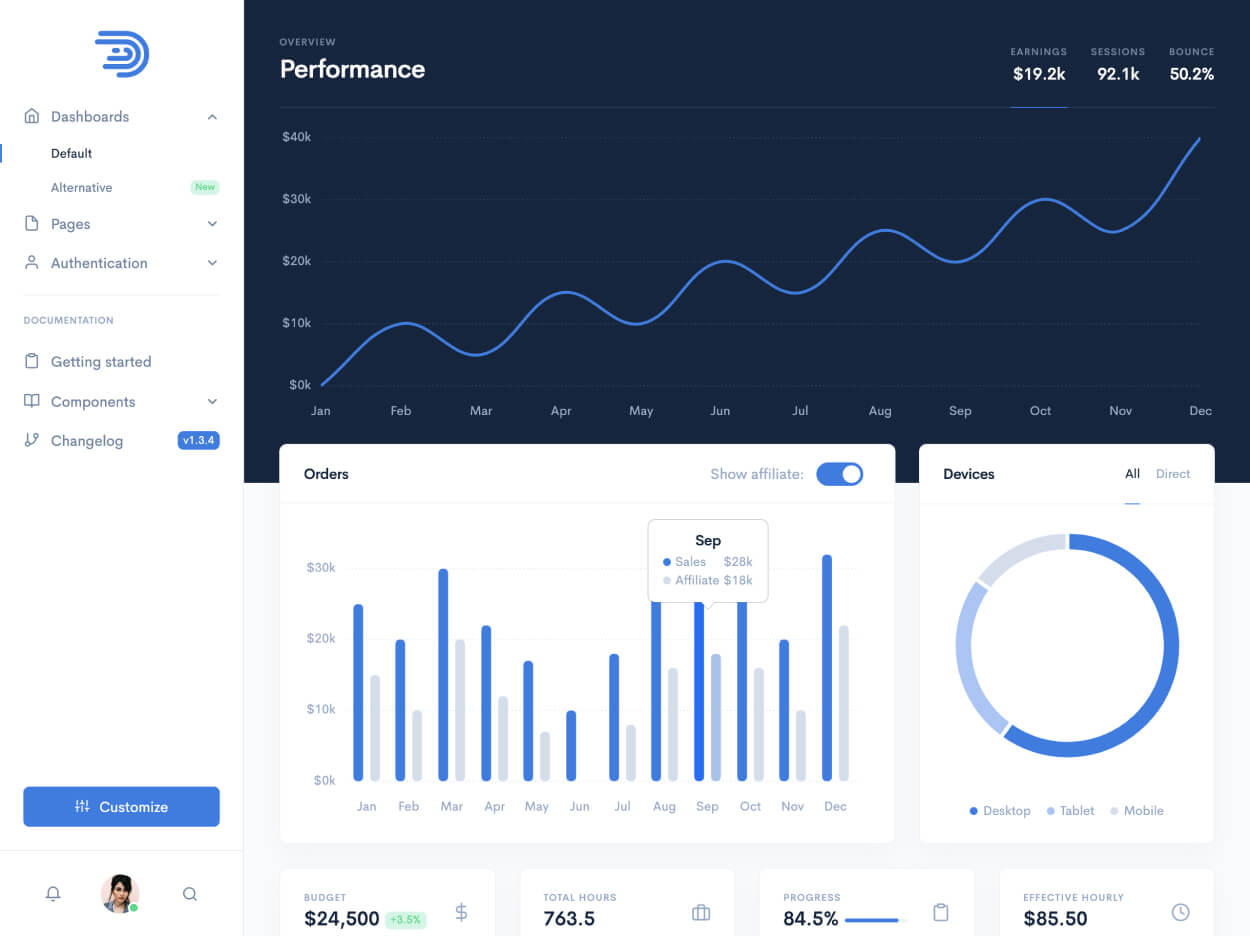 Dashboards
Default
Alternative New
Pages
Authentication
DOCUMENTATION
Getting started
Components
Changelog v1.3.4
Customize
OVERVIEW
Performance
EARNINGS SESSIONS BOUNCE
$19.2k 92.1k 50.2%
$40k
$30k
$20k
$10k
$0k
Jan Feb Mar Apr May Jun Jul Aug Sep Oct Nov Dec
Orders Show affiliate:
Sep
Sales $28k
Affiliate $18k
$30k
$20k
$10k
$0k
Jan Feb Mar Apr May Jun Jul Aug Sep Oct Nov Dec
Devices All Direct
Desktop Tablet Mobile
BUDGET
$24,500 +3.5%
TOTAL HOURS
763.5
PROGRESS
84.5%
EFFECTIVE HOURLY
$85.50